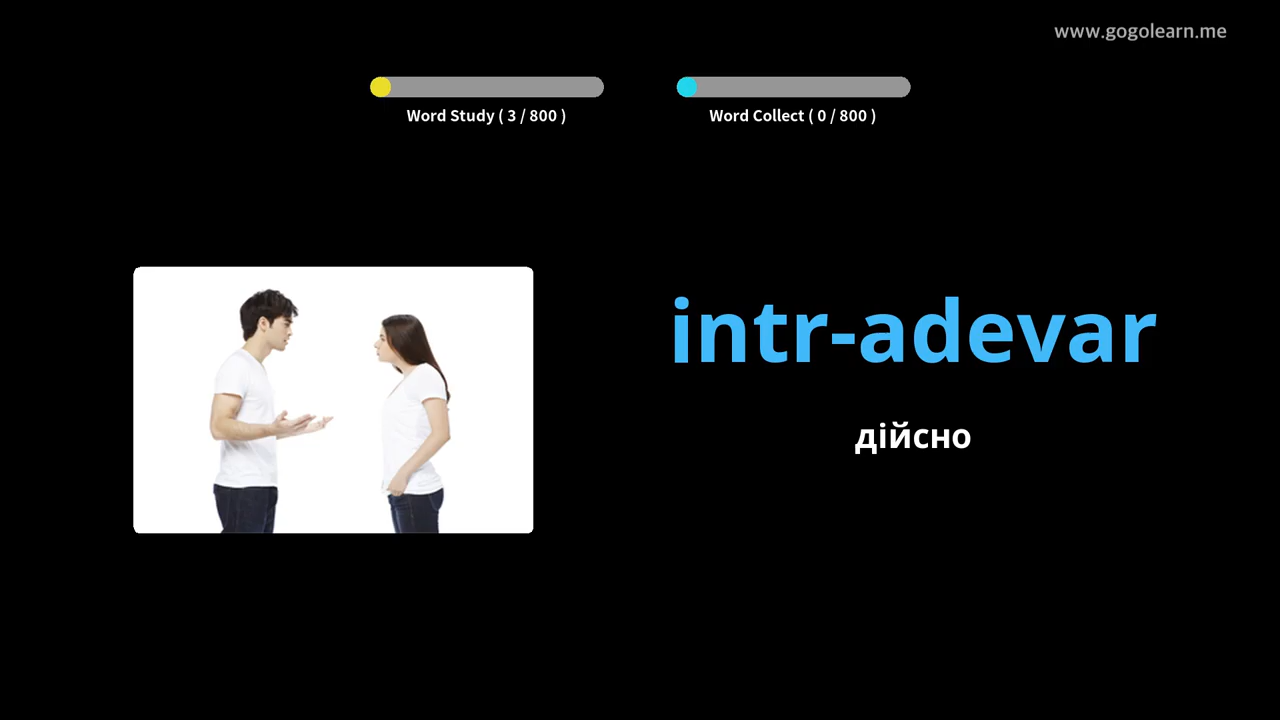 www.gogolearn.me
Word Study ( 3 / 800 )
Word Collect ( 0 / 800 )
intr-adevar
дійсно